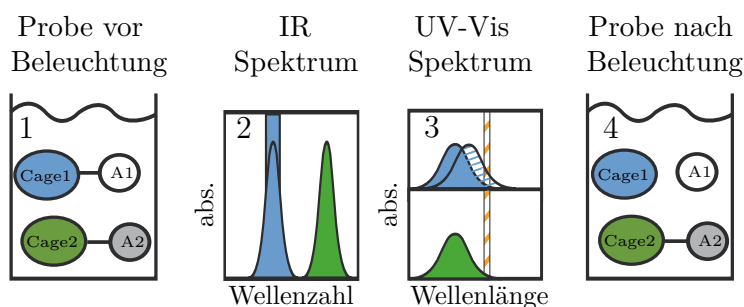 Probe vor
Beleuchtung
IR
Spektrum
UV-Vis
Spektrum
Probe nach
Beleuchtung
1
Cage1
A1
Cage2
A2
2
abs.
Wellenzahl
3
abs.
Wellenlänge
4
Cage1
A1
Cage2
A2